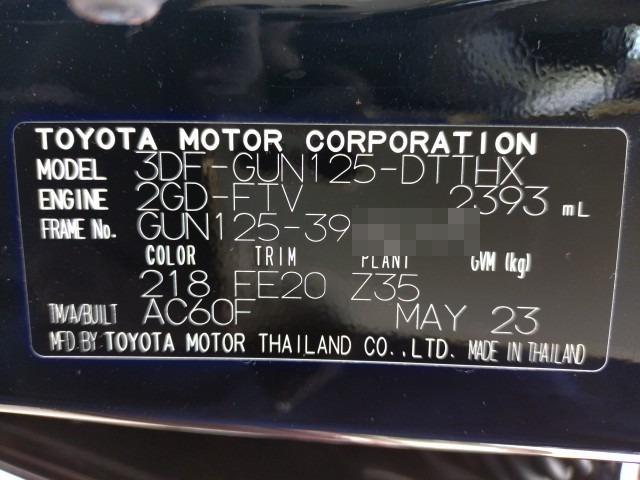 TOYOTA MOTOR CORPORATION
MODEL 3DF-GUN125-DTTHX
ENGINE 2GD-FTV 2393 mL
FRAME No. GUN125-39
COLOR TRIM PLANT GVM (kg)
218 FE20 Z35
TM/A/BUILT AC60F MAY 23
MFD BY TOYOTA MOTOR THAILAND CO.,LTD. MADE IN THAILAND